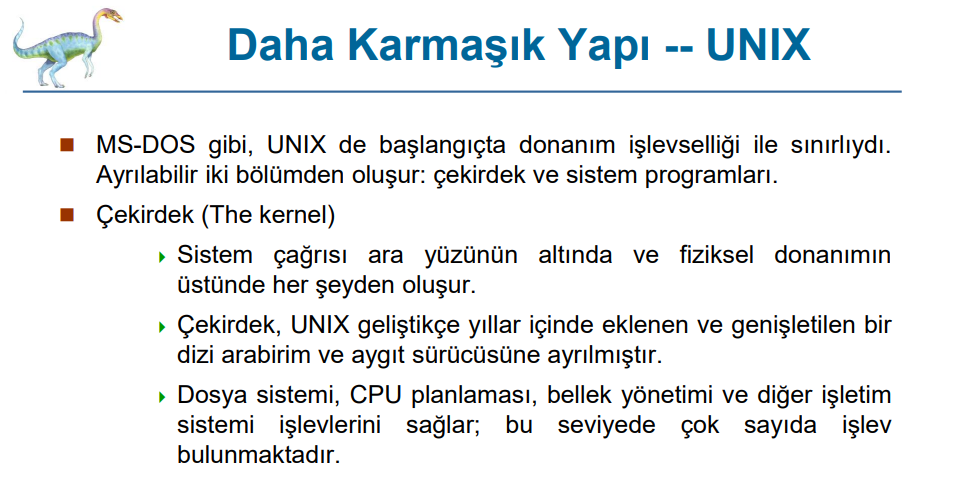 Daha Karmaşık Yapı -- UNIX
MS-DOS gibi, UNIX de başlangıçta donanım işlevselliği ile sınırlıydı.
Ayrılabilir iki bölümden oluşur: çekirdek ve sistem programları.
Çekirdek (The kernel)
Sistem çağrısı ara yüzünün altında ve fiziksel donanımın
üstünde her şeyden oluşur.
Çekirdek, UNIX geliştikçe yıllar içinde eklenen ve genişletilen bir
dizi arabirim ve aygıt sürücüsüne ayrılmıştır.
Dosya sistemi, CPU planlaması, bellek yönetimi ve diğer işletim
sistemi işlevlerini sağlar; bu seviyede çok sayıda işlev
bulunmaktadır.